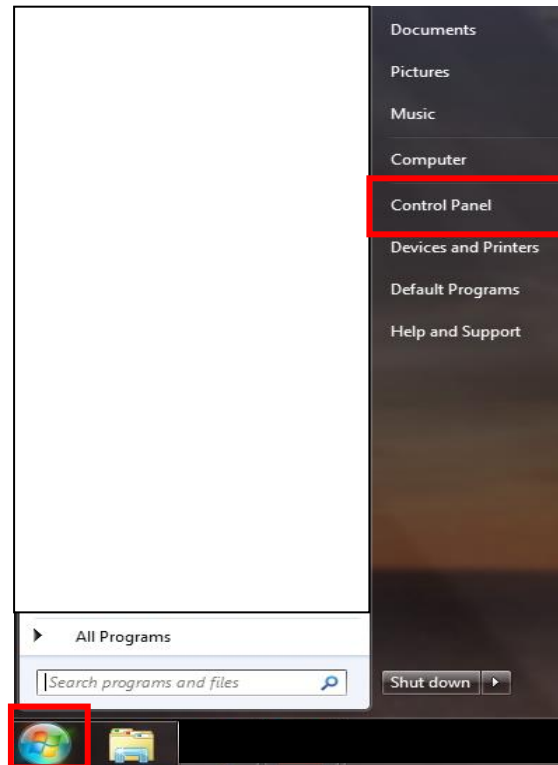 Documents
Pictures
Music
Computer
Control Panel
Devices and Printers
Default Programs
Help and Support
All Programs
Search programs and files
Shut down